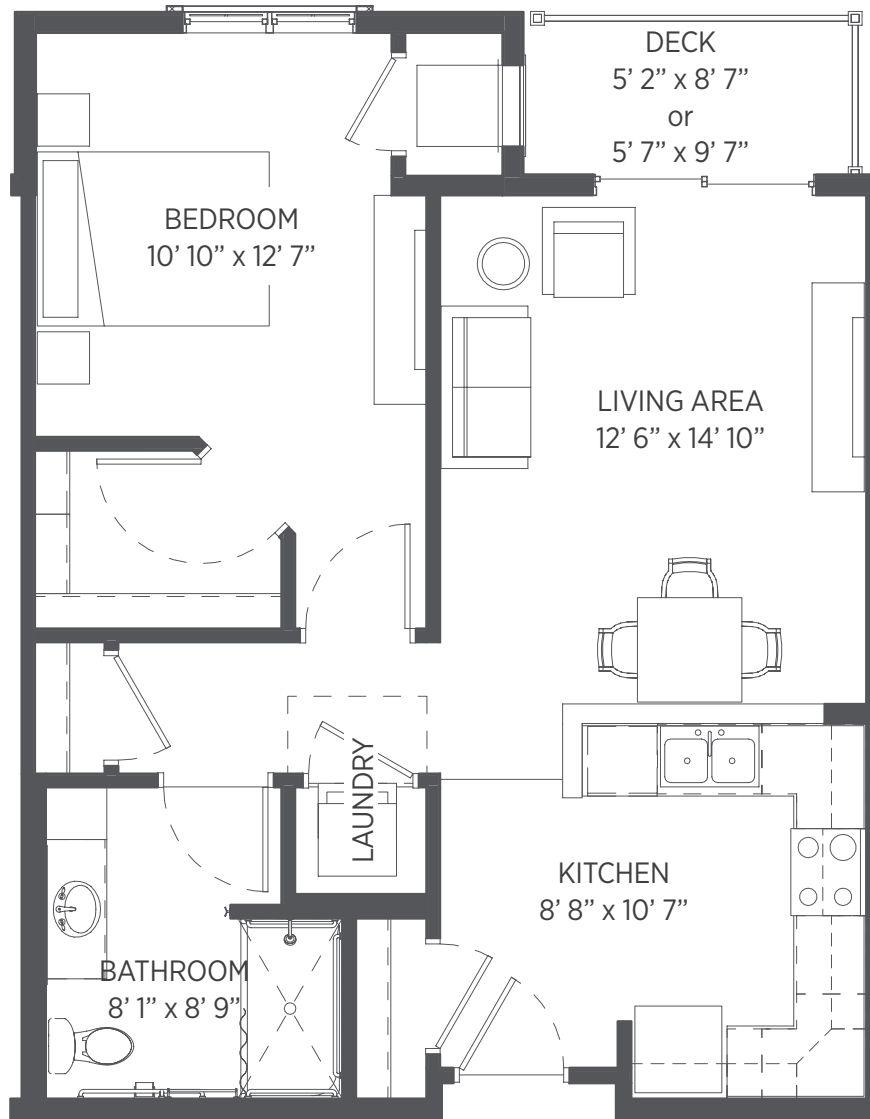 DECK
5’ 2” x 8’ 7”
or
5’ 7” x 9’ 7”
BEDROOM
10’ 10” x 12’ 7”
LIVING AREA
12’ 6” x 14’ 10”
LAUNDRY
KITCHEN
8’ 8” x 10’ 7”
BATHROOM
8’ 1” x 8’ 9”